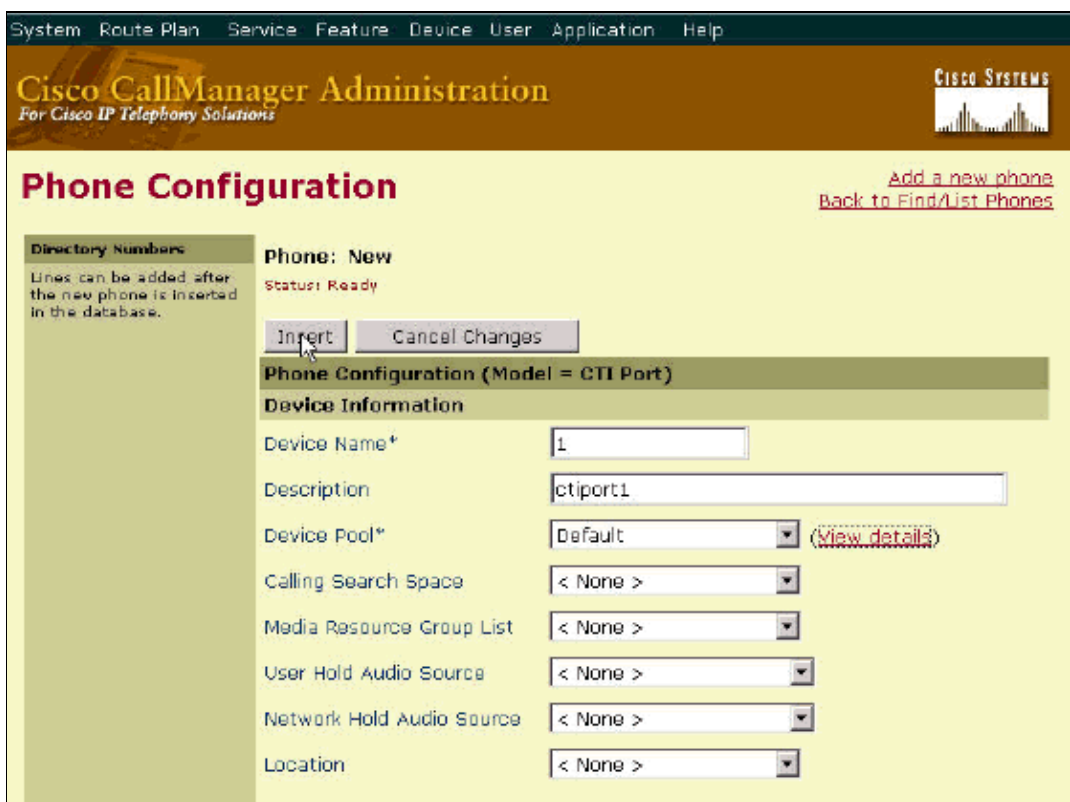 System Route Plan Service Feature Device User Application Help
Cisco CallManager Administration
For Cisco IP Telephony Solutions
CISCO SYSTEMS
Phone Configuration
Add a new phone
Back to Find/List Phones
Directory Numbers
Lines can be added after
the new phone is inserted
in the database.
Phone: New
Status: Ready
Insert Cancel Changes
Phone Configuration (Model = CTI Port)
Device Information
Device Name* 1
Description ctiport1
Device Pool* Default (View details)
Calling Search Space < None >
Media Resource Group List < None >
User Hold Audio Source < None >
Network Hold Audio Source < None >
Location < None >